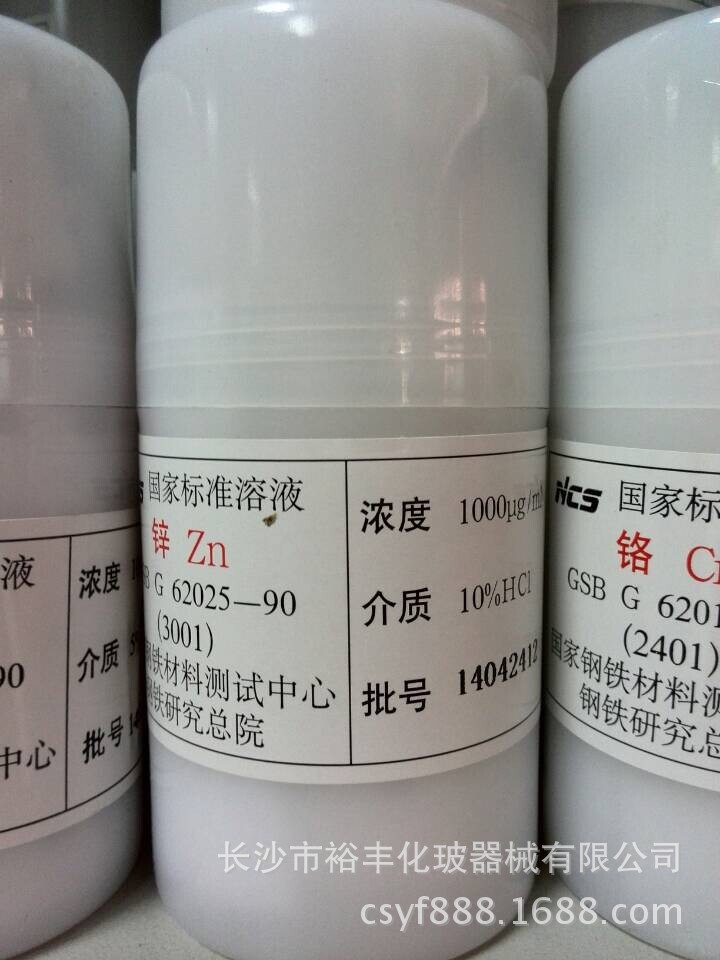 国家标准溶液
锌 Zn
G 62025—90
(3001)
钢铁材料测试中心
钢铁研究总院
浓度 1000μg/ml
介质 10%HCl
批号 14042412
NCS 国家标
铬 Cr
GSB G 6201
(2401)
国家钢铁材料测
钢铁研究总
液
90
中心
浓度
介质
批号
长沙市裕丰化玻器械有限公司
csyf888.1688.com